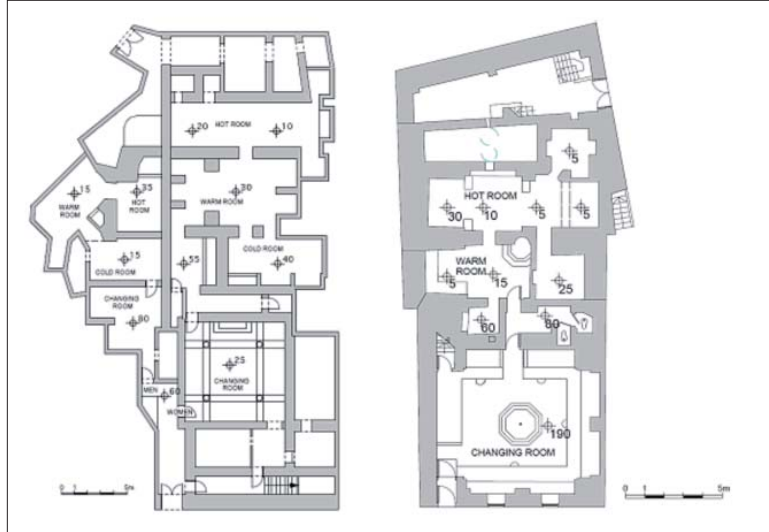 20
HOT ROOM
10
15
WARM
ROOM
35
HOT
ROOM
30
WARM ROOM
15
COLD ROOM
55
COLD ROOM
40
CHANGING
ROOM
80
25
CHANGING
ROOM
MEN
60
WOMEN
0 1 5m
5
HOT ROOM
30
10
5
5
WARM
ROOM
5
15
25
60
80
190
CHANGING ROOM
0 1 5m